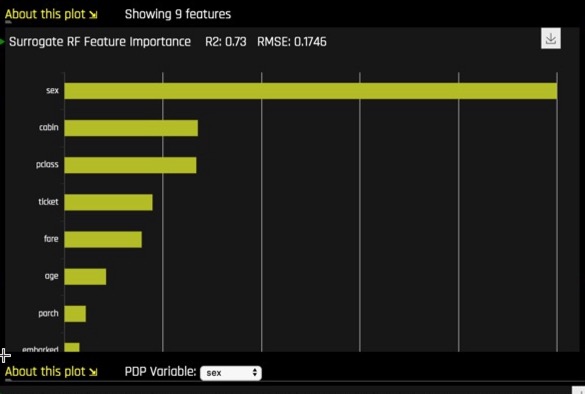 About this plot Showing 9 features
Surrogate RF Feature Importance R2: 0.73 RMSE: 0.1746
sex
cabin
pclass
ticket
fare
age
parch
embarked
About this plot PDP Variable: sex